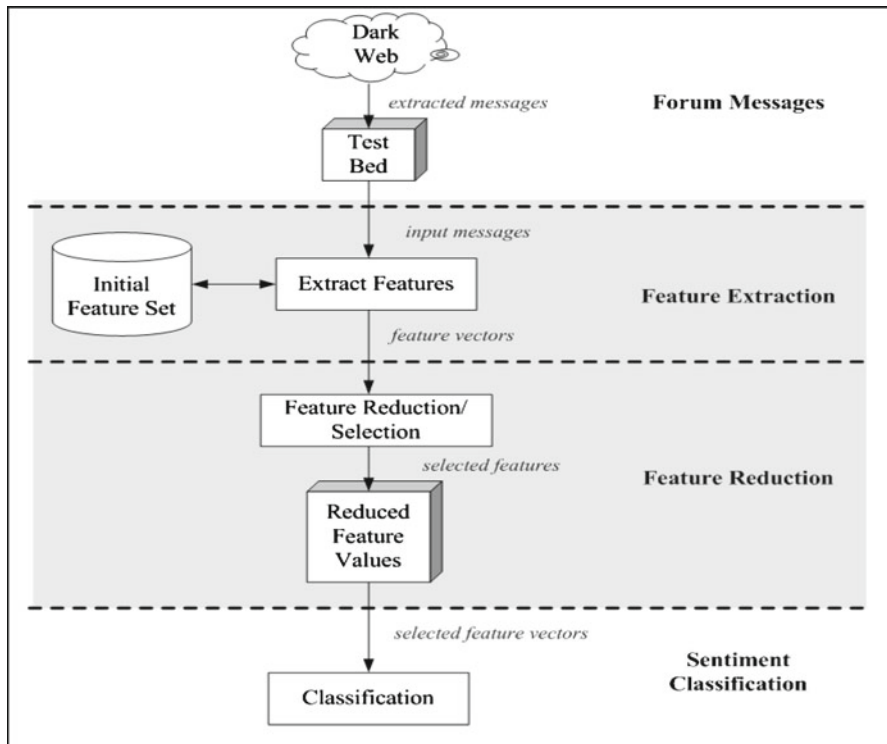 Dark
Web
extracted messages
Forum Messages
Test
Bed
input messages
Initial
Feature Set
Extract Features
Feature Extraction
feature vectors
Feature Reduction/
Selection
selected features
Feature Reduction
Reduced
Feature
Values
selected feature vectors
Sentiment
Classification
Classification